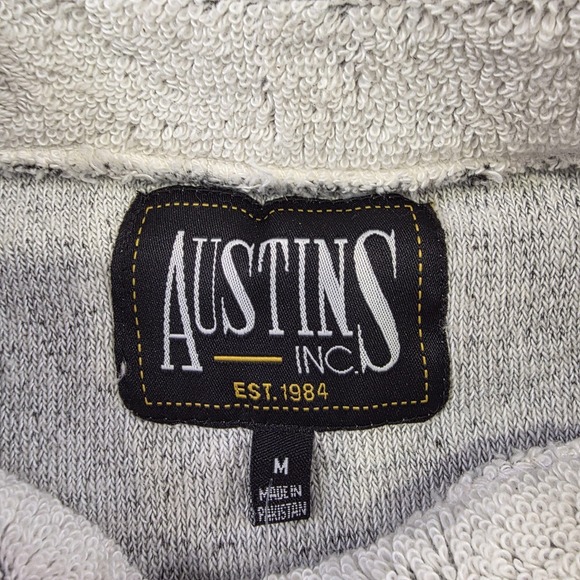 AUSTINS
INC.
EST. 1984
M
MADE IN
PAKISTAN